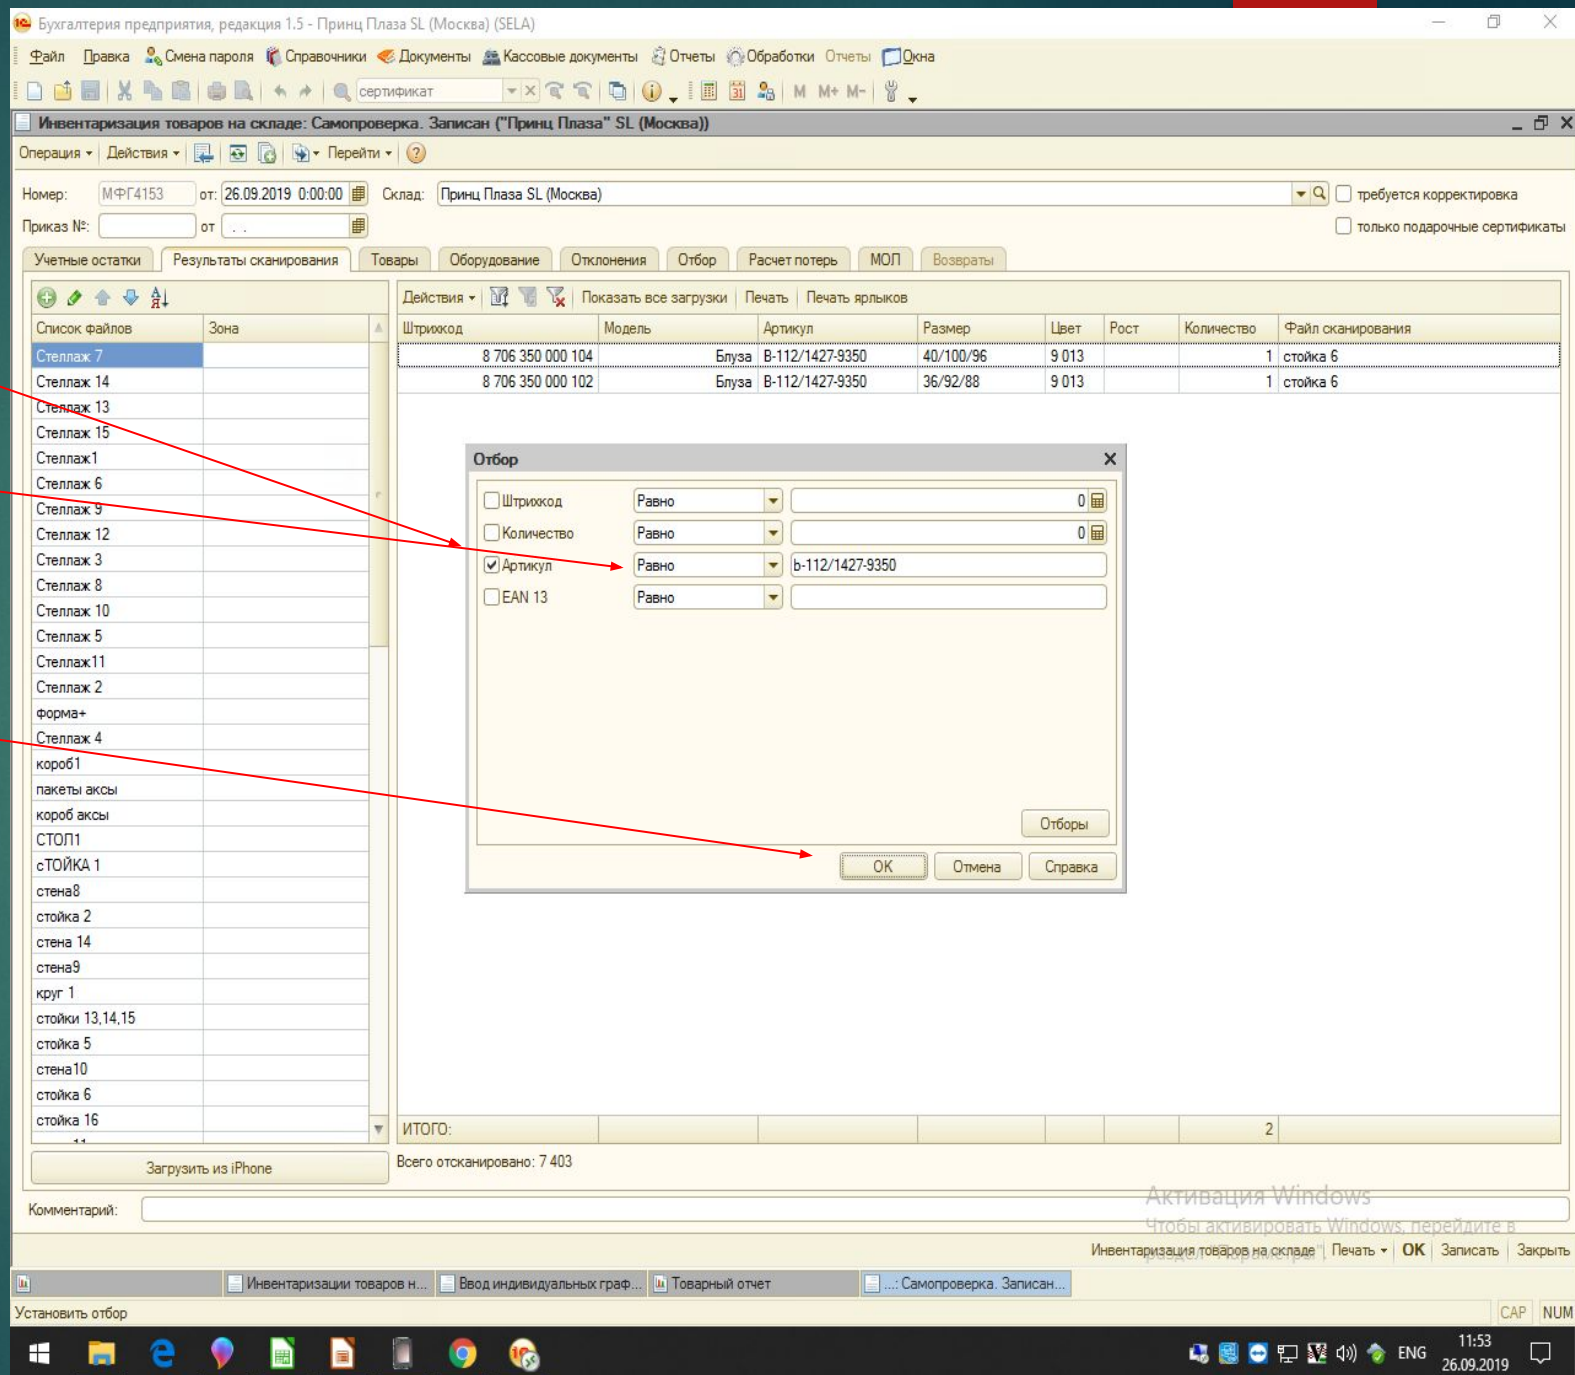 Бухгалтерия предприятия, редакция 1.5 - Принц Плаза SL (Москва) (SELA)
Файл Правка Смена пароля Справочники Документы Кассовые документы Отчеты Обработки Отчеты Окна
сертификат M M+ M-
Инвентаризация товаров на складе: Самопроверка. Записан ("Принц Плаза" SL (Москва))
Операция Действия Перейти
Номер: МФГ4153 от: 26.09.2019 0:00:00 Склад: Принц Плаза SL (Москва) требуется корректировка
Приказ №: от . . только подарочные сертификаты
Учетные остатки Результаты сканирования Товары Оборудование Отклонения Отбор Расчет потерь МОЛ Возвраты
Действия Показать все загрузки Печать Печать ярлыков
Список файлов Зона Штрихкод Модель Артикул Размер Цвет Рост Количество Файл сканирования
Стеллаж 7 8 706 350 000 104 Блуза B-112/1427-9350 40/100/96 9 013 1 стойка 6
Стеллаж 14 8 706 350 000 102 Блуза B-112/1427-9350 36/92/88 9 013 1 стойка 6
Стеллаж 13
Стеллаж 15
Стеллаж1
Стеллаж 6
Стеллаж 9
Стеллаж 12
Стеллаж 3
Стеллаж 8
Стеллаж 10
Стеллаж 5
Стеллаж11
Стеллаж 2
форма+
Стеллаж 4
короб1
пакеты аксы
короб аксы
СТОЛ1
сТОЙКА 1
стена8
стойка 2
стена 14
стена9
круг 1
стойки 13,14,15
стойка 5
стена10
стойка 6
стойка 16
Отбор
Штрихкод Равно 0
Количество Равно 0
Артикул Равно b-112/1427-9350
EAN 13 Равно
Отборы
OK Отмена Справка
ИТОГО: 2
Загрузить из iPhone Всего отсканировано: 7 403
Комментарий:
Активация Windows
Чтобы активировать Windows, перейдите в
раздел "Параметры".
Инвентаризация товаров на складе Печать OK Записать Закрыть
Инвентаризации товаров н... Ввод индивидуальных граф... Товарный отчет ...: Самопроверка. Записан...
Установить отбор CAP NUM
ENG 11:53
26.09.2019